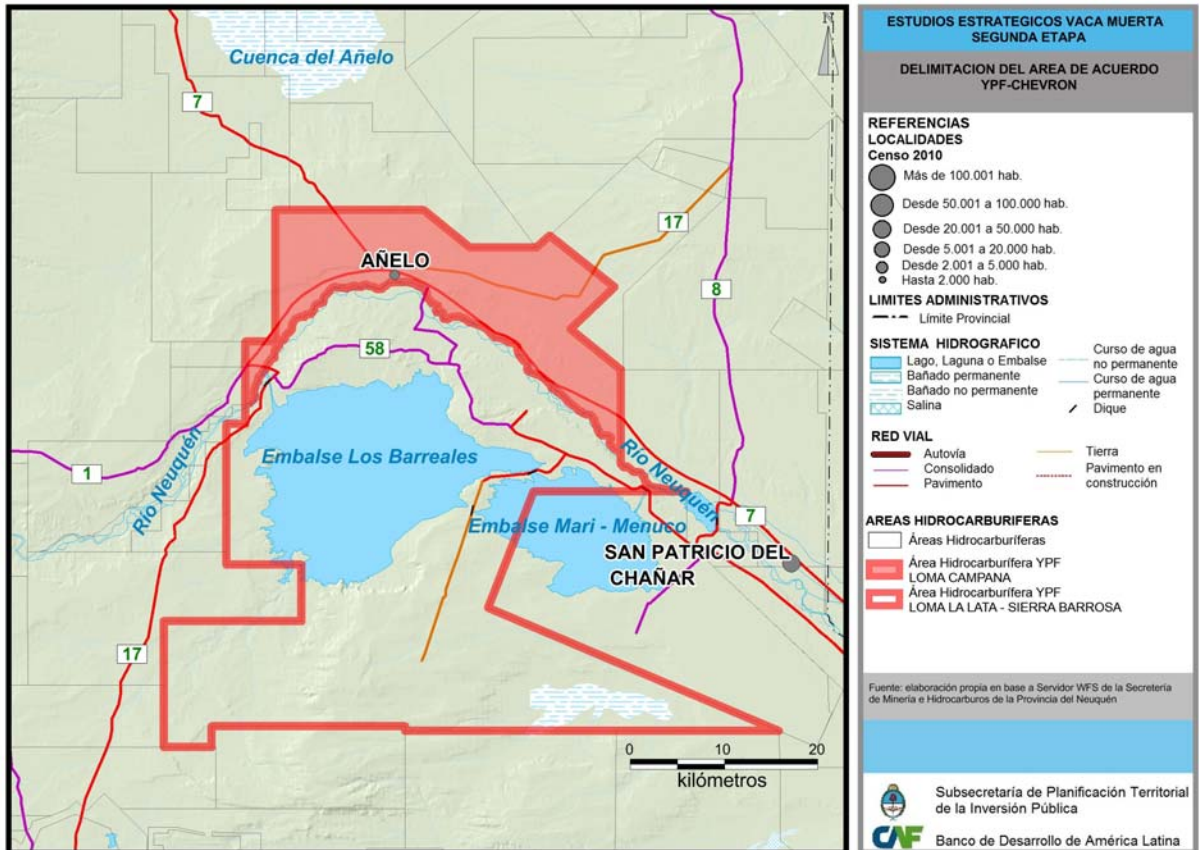 Cuenca del Añelo
N
7
17
AÑELO
8
58
Embalse Los Barreales
Río Neuquén
1
Río Neuquén
Embalse Mari - Menuco
7
SAN PATRICIO DEL
CHAÑAR
17
0 10 20
kilómetros
ESTUDIOS ESTRATEGICOS VACA MUERTA
SEGUNDA ETAPA
DELIMITACION DEL AREA DE ACUERDO
YPF-CHEVRON
REFERENCIAS
LOCALIDADES
Censo 2010
Más de 100.001 hab.
Desde 50.001 a 100.000 hab.
Desde 20.001 a 50.000 hab.
Desde 5.001 a 20.000 hab.
Desde 2.001 a 5.000 hab.
Hasta 2.000 hab.
LIMITES ADMINISTRATIVOS
Límite Provincial
SISTEMA HIDROGRAFICO
Lago, Laguna o Embalse
Bañado permanente
Bañado no permanente
Salina
Curso de agua
no permanente
Curso de agua
permanente
Dique
RED VIAL
Autovía
Consolidado
Pavimento
Tierra
Pavimento en
construcción
AREAS HIDROCARBURIFERAS
Áreas Hidrocarburíferas
Área Hidrocarburífera YPF
LOMA CAMPANA
Área Hidrocarburífera YPF
LOMA LA LATA - SIERRA BARROSA
Fuente: elaboración propia en base a Servidor WFS de la Secretería
de Minería e Hidrocarburos de la Provincia del Neuquén
Subsecretaría de Planificación Territorial
de la Inversión Pública
CAF
Banco de Desarrollo de América Latina